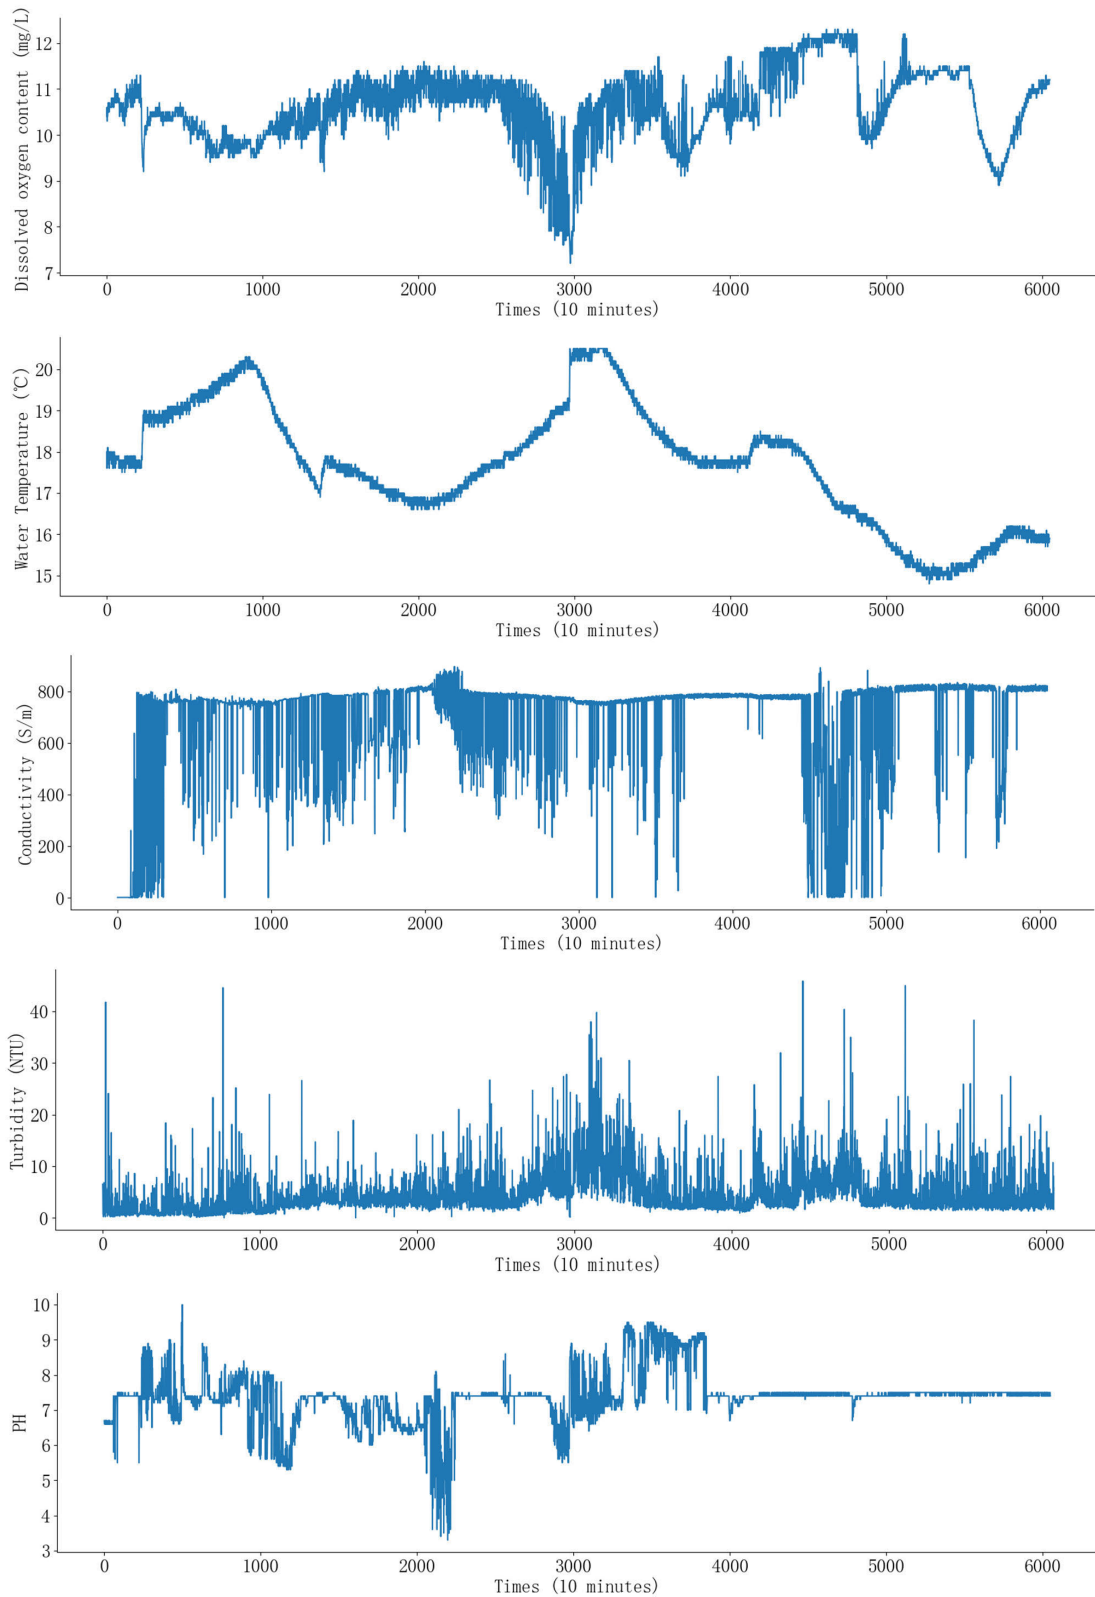 Dissolved oxygen content (mg/L)
12
11
10
9
8
7
0 1000 2000 3000 4000 5000 6000
Times (10 minutes)
Water Temperature (℃)
20
19
18
17
16
15
0 1000 2000 3000 4000 5000 6000
Times (10 minutes)
Conductivity (S/m)
800
600
400
200
0
0 1000 2000 3000 4000 5000 6000
Times (10 minutes)
Turbidity (NTU)
40
30
20
10
0
0 1000 2000 3000 4000 5000 6000
Times (10 minutes)
PH
10
9
8
7
6
5
4
3
0 1000 2000 3000 4000 5000 6000
Times (10 minutes)